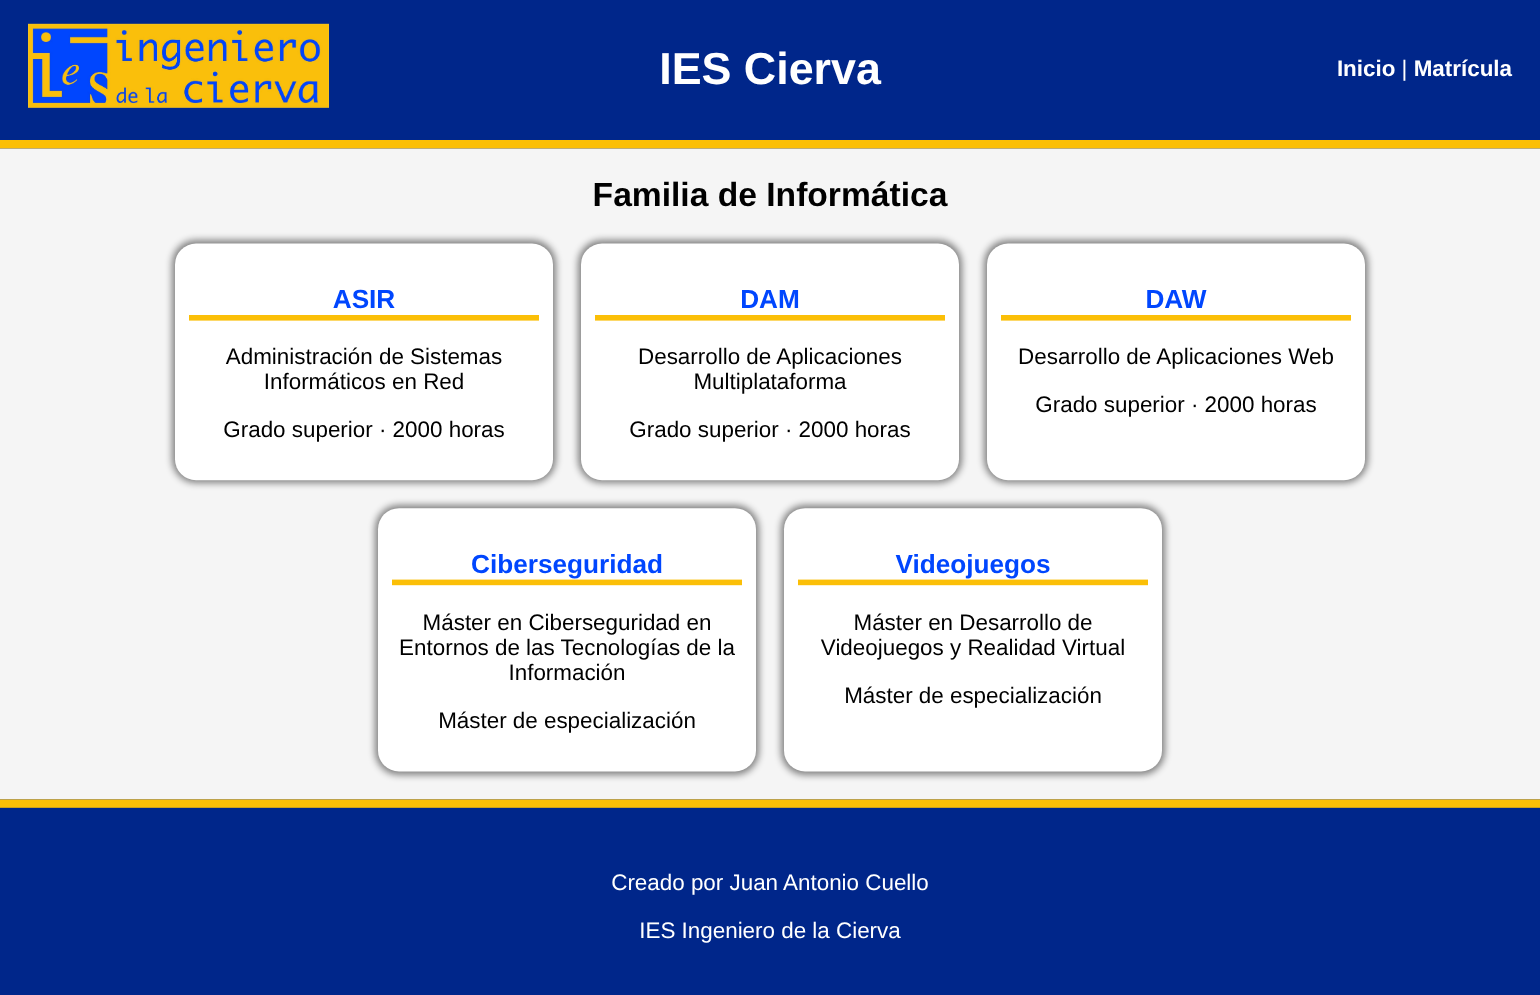 ies ingeniero
de la cierva
IES Cierva
Inicio | Matrícula
Familia de Informática
ASIR
Administración de Sistemas
Informáticos en Red
Grado superior · 2000 horas
DAM
Desarrollo de Aplicaciones
Multiplataforma
Grado superior · 2000 horas
DAW
Desarrollo de Aplicaciones Web
Grado superior · 2000 horas
Ciberseguridad
Máster en Ciberseguridad en
Entornos de las Tecnologías de la
Información
Máster de especialización
Videojuegos
Máster en Desarrollo de
Videojuegos y Realidad Virtual
Máster de especialización
Creado por Juan Antonio Cuello
IES Ingeniero de la Cierva